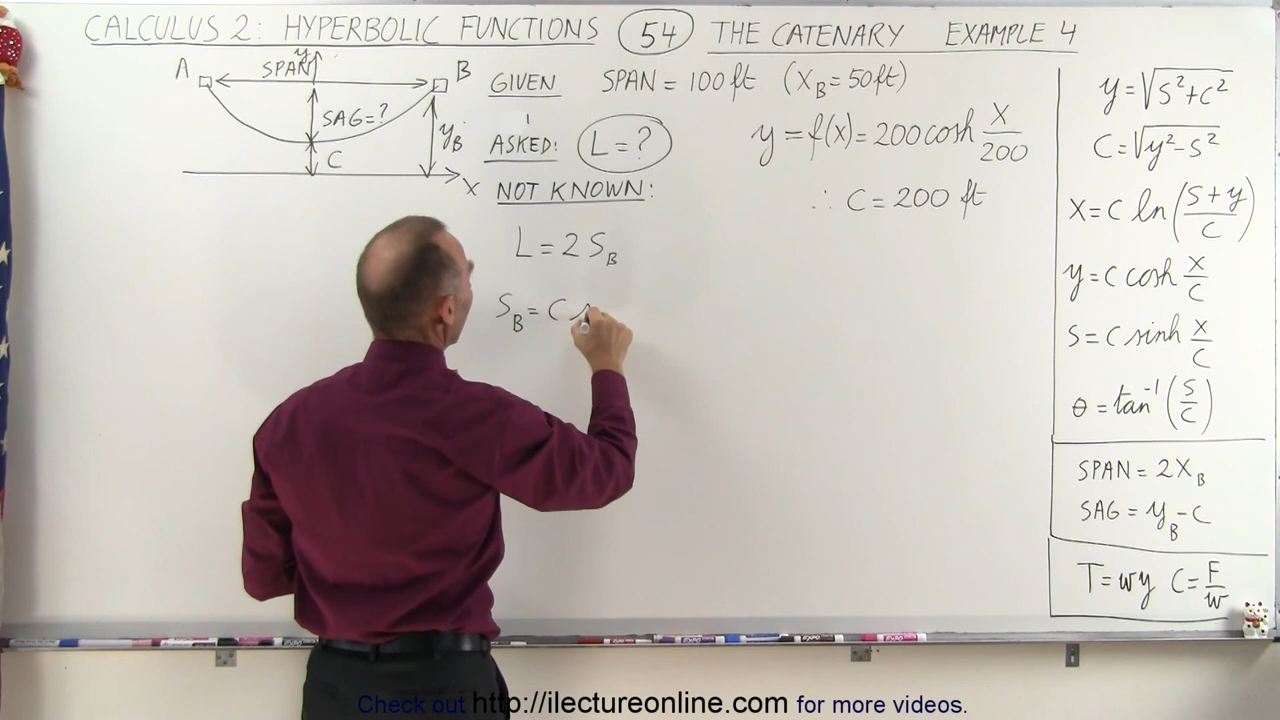 CALCULUS 2: HYPERBOLIC FUNCTIONS 54 THE CATENARY EXAMPLE 4
A B y SPAN
SAG=? y_B
C
X
GIVEN SPAN = 100 ft (X_B = 50 ft)
y = f(x) = 200 cosh X/200
ASKED: L = ?
∴ C = 200 ft
NOT KNOWN:
L = 2 S_B
S_B = C
y = √(S²+C²)
C = √(y²-S²)
X = C ln((S+y)/C)
y = C cosh X/C
S = C sinh X/C
θ = tan⁻¹(S/C)
SPAN = 2X_B
SAG = y_B - C
T = wy C = F/w
Check out http://ilectureonline.com for more videos.